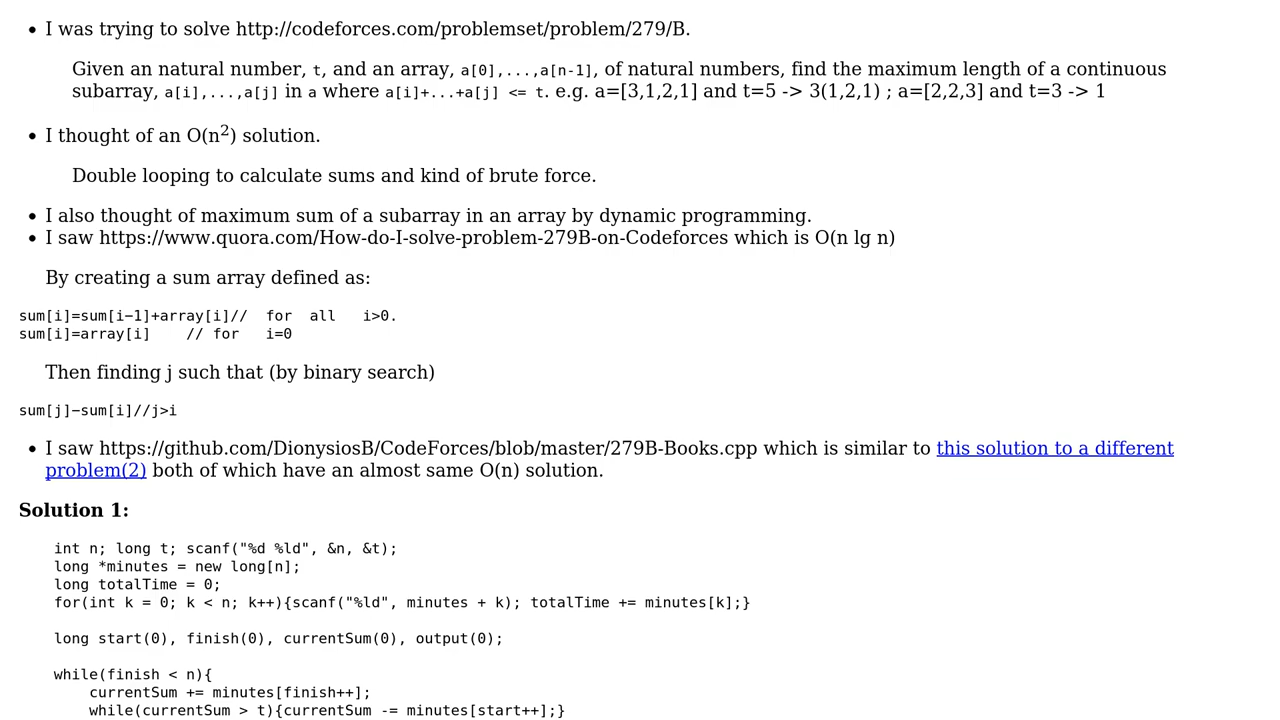 • I was trying to solve http://codeforces.com/problemset/problem/279/B.
Given an natural number, t, and an array, a[0],...,a[n-1], of natural numbers, find the maximum length of a continuous
subarray, a[i],...,a[j] in a where a[i]+...+a[j] <= t. e.g. a=[3,1,2,1] and t=5 -> 3(1,2,1) ; a=[2,2,3] and t=3 -> 1
• I thought of an O(n²) solution.
Double looping to calculate sums and kind of brute force.
• I also thought of maximum sum of a subarray in an array by dynamic programming.
• I saw https://www.quora.com/How-do-I-solve-problem-279B-on-Codeforces which is O(n lg n)
By creating a sum array defined as:
sum[i]=sum[i−1]+array[i]//  for  all   i>0.
sum[i]=array[i]    // for   i=0
Then finding j such that (by binary search)
sum[j]−sum[i]//j>i
• I saw https://github.com/DionysiosB/CodeForces/blob/master/279B-Books.cpp which is similar to this solution to a different
problem(2) both of which have an almost same O(n) solution.
Solution 1:
    int n; long t; scanf("%d %ld", &n, &t);
    long *minutes = new long[n];
    long totalTime = 0;
    for(int k = 0; k < n; k++){scanf("%ld", minutes + k); totalTime += minutes[k];}
    long start(0), finish(0), currentSum(0), output(0);
    while(finish < n){
        currentSum += minutes[finish++];
        while(currentSum > t){currentSum -= minutes[start++];}